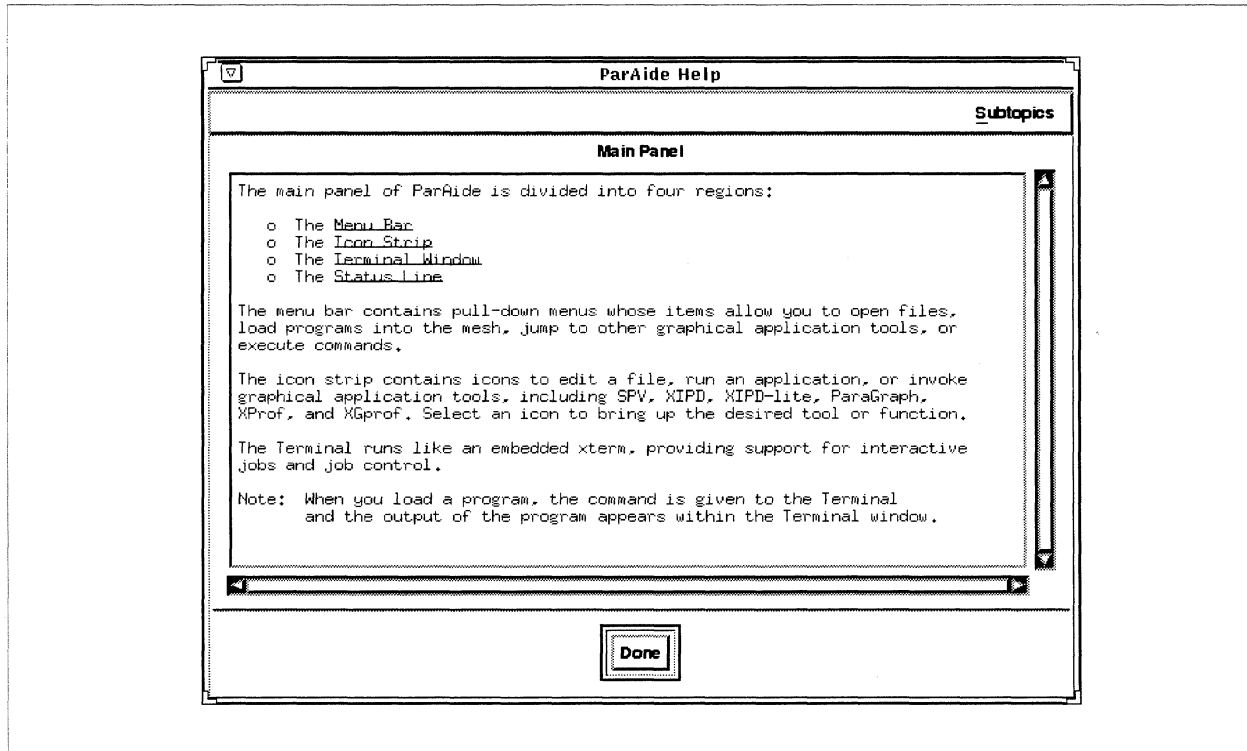 ParAide Help
Subtopics
Main Panel
The main panel of ParAide is divided into four regions:
o The Menu Bar
o The Icon Strip
o The Terminal Window
o The Status Line
The menu bar contains pull-down menus whose items allow you to open files,
load programs into the mesh, jump to other graphical application tools, or
execute commands.
The icon strip contains icons to edit a file, run an application, or invoke
graphical application tools, including SPV, XIPD, XIPD-lite, ParaGraph,
XProf, and XGprof. Select an icon to bring up the desired tool or function.
The Terminal runs like an embedded xterm, providing support for interactive
jobs and job control.
Note: When you load a program, the command is given to the Terminal
and the output of the program appears within the Terminal window.
Done